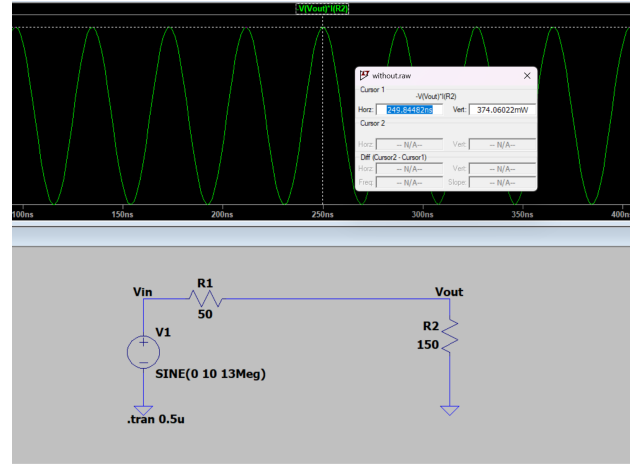 -V(Vout)*I(R2)
without.raw
Cursor 1
-V(Vout)*I(R2)
Horz: 249.84482ns Vert: 374.06022mW
Cursor 2
Horz: -- N/A-- Vert: -- N/A--
Diff (Cursor2 - Cursor1)
Horz: -- N/A-- Vert: -- N/A--
Freq: -- N/A-- Slope: -- N/A--
100ns 150ns 200ns 250ns 300ns 350ns 400n
Vin R1 Vout
50
V1 R2
150
SINE(0 10 13Meg)
.tran 0.5u